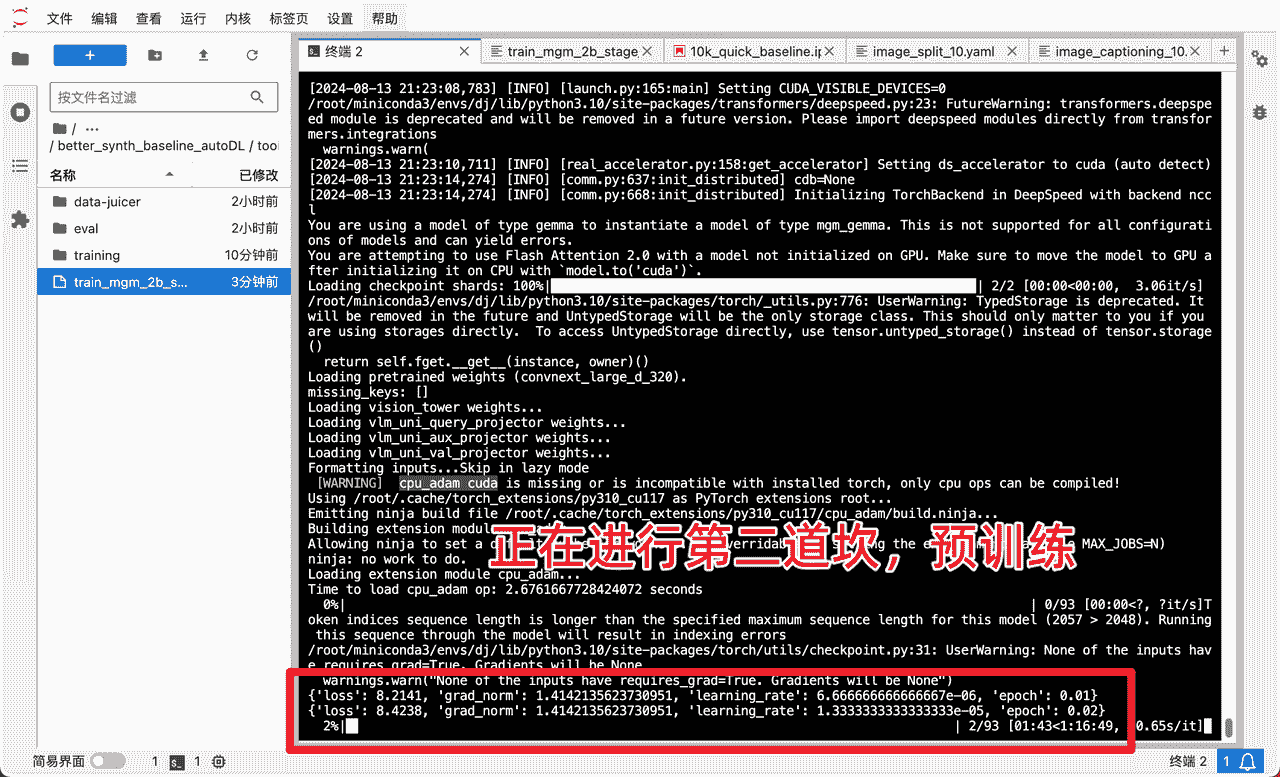 文件 编辑 查看 运行 内核 标签页 设置 帮助
+
终端 2 train_mgm_2b_stage 10k_quick_baseline.ip image_split_10.yaml image_captioning_10.
按文件名过滤
/ ...
/ better_synth_baseline_autoDL / too
名称 已修改
data-juicer 2小时前
eval 2小时前
training 10分钟前
train_mgm_2b_s... 3分钟前
[2024-08-13 21:23:08,783] [INFO] [launch.py:165:main] Setting CUDA_VISIBLE_DEVICES=0
/root/miniconda3/envs/dj/lib/python3.10/site-packages/transformers/deepspeed.py:23: FutureWarning: transformers.deepspe
ed module is deprecated and will be removed in a future version. Please import deepspeed modules directly from transfor
mers.integrations
warnings.warn(
[2024-08-13 21:23:10,711] [INFO] [real_accelerator.py:158:get_accelerator] Setting ds_accelerator to cuda (auto detect)
[2024-08-13 21:23:14,274] [INFO] [comm.py:637:init_distributed] cdb=None
[2024-08-13 21:23:14,274] [INFO] [comm.py:668:init_distributed] Initializing TorchBackend in DeepSpeed with backend ncc
l
You are using a model of type gemma to instantiate a model of type mgm_gemma. This is not supported for all configurati
ons of models and can yield errors.
You are attempting to use Flash Attention 2.0 with a model not initialized on GPU. Make sure to move the model to GPU a
fter initializing it on CPU with `model.to('cuda')`.
Loading checkpoint shards: 100%| | 2/2 [00:00<00:00, 3.06it/s]
/root/miniconda3/envs/dj/lib/python3.10/site-packages/torch/_utils.py:776: UserWarning: TypedStorage is deprecated. It
will be removed in the future and UntypedStorage will be the only storage class. This should only matter to you if you
are using storages directly. To access UntypedStorage directly, use tensor.untyped_storage() instead of tensor.storage
()
return self.fget.__get__(instance, owner)()
Loading pretrained weights (convnext_large_d_320).
missing_keys: []
Loading vision_tower weights...
Loading vlm_uni_query_projector weights...
Loading vlm_uni_aux_projector weights...
Loading vlm_uni_val_projector weights...
Formatting inputs...Skip in lazy mode
[WARNING] cpu_adam cuda is missing or is incompatible with installed torch, only cpu ops can be compiled!
Using /root/.cache/torch_extensions/py310_cu117 as PyTorch extensions root...
Emitting ninja build file /root/.cache/torch_extensions/py310_cu117/cpu_adam/build.ninja...
Building extension modul
Allowing ninja to set a d verridab ing the e MAX_JOBS=N)
正在进行第二道坎，预训练
ninja: no work to do.
Loading extension module cpu_adam...
Time to load cpu_adam op: 2.6761667728424072 seconds
0%| | 0/93 [00:00<?, ?it/s]T
oken indices sequence length is longer than the specified maximum sequence length for this model (2057 > 2048). Running
this sequence through the model will result in indexing errors
/root/miniconda3/envs/dj/lib/python3.10/site-packages/torch/utils/checkpoint.py:31: UserWarning: None of the inputs hav
e requires_grad=True. Gradients will be None
warnings.warn("None of the inputs have requires_grad=True. Gradients will be None")
{'loss': 8.2141, 'grad_norm': 1.4142135623730951, 'learning_rate': 6.666666666666667e-06, 'epoch': 0.01}
{'loss': 8.4238, 'grad_norm': 1.4142135623730951, 'learning_rate': 1.3333333333333333e-05, 'epoch': 0.02}
2%| | 2/93 [01:43<1:16:49, 0.65s/it]
简易界面 1 1 终端 2 1